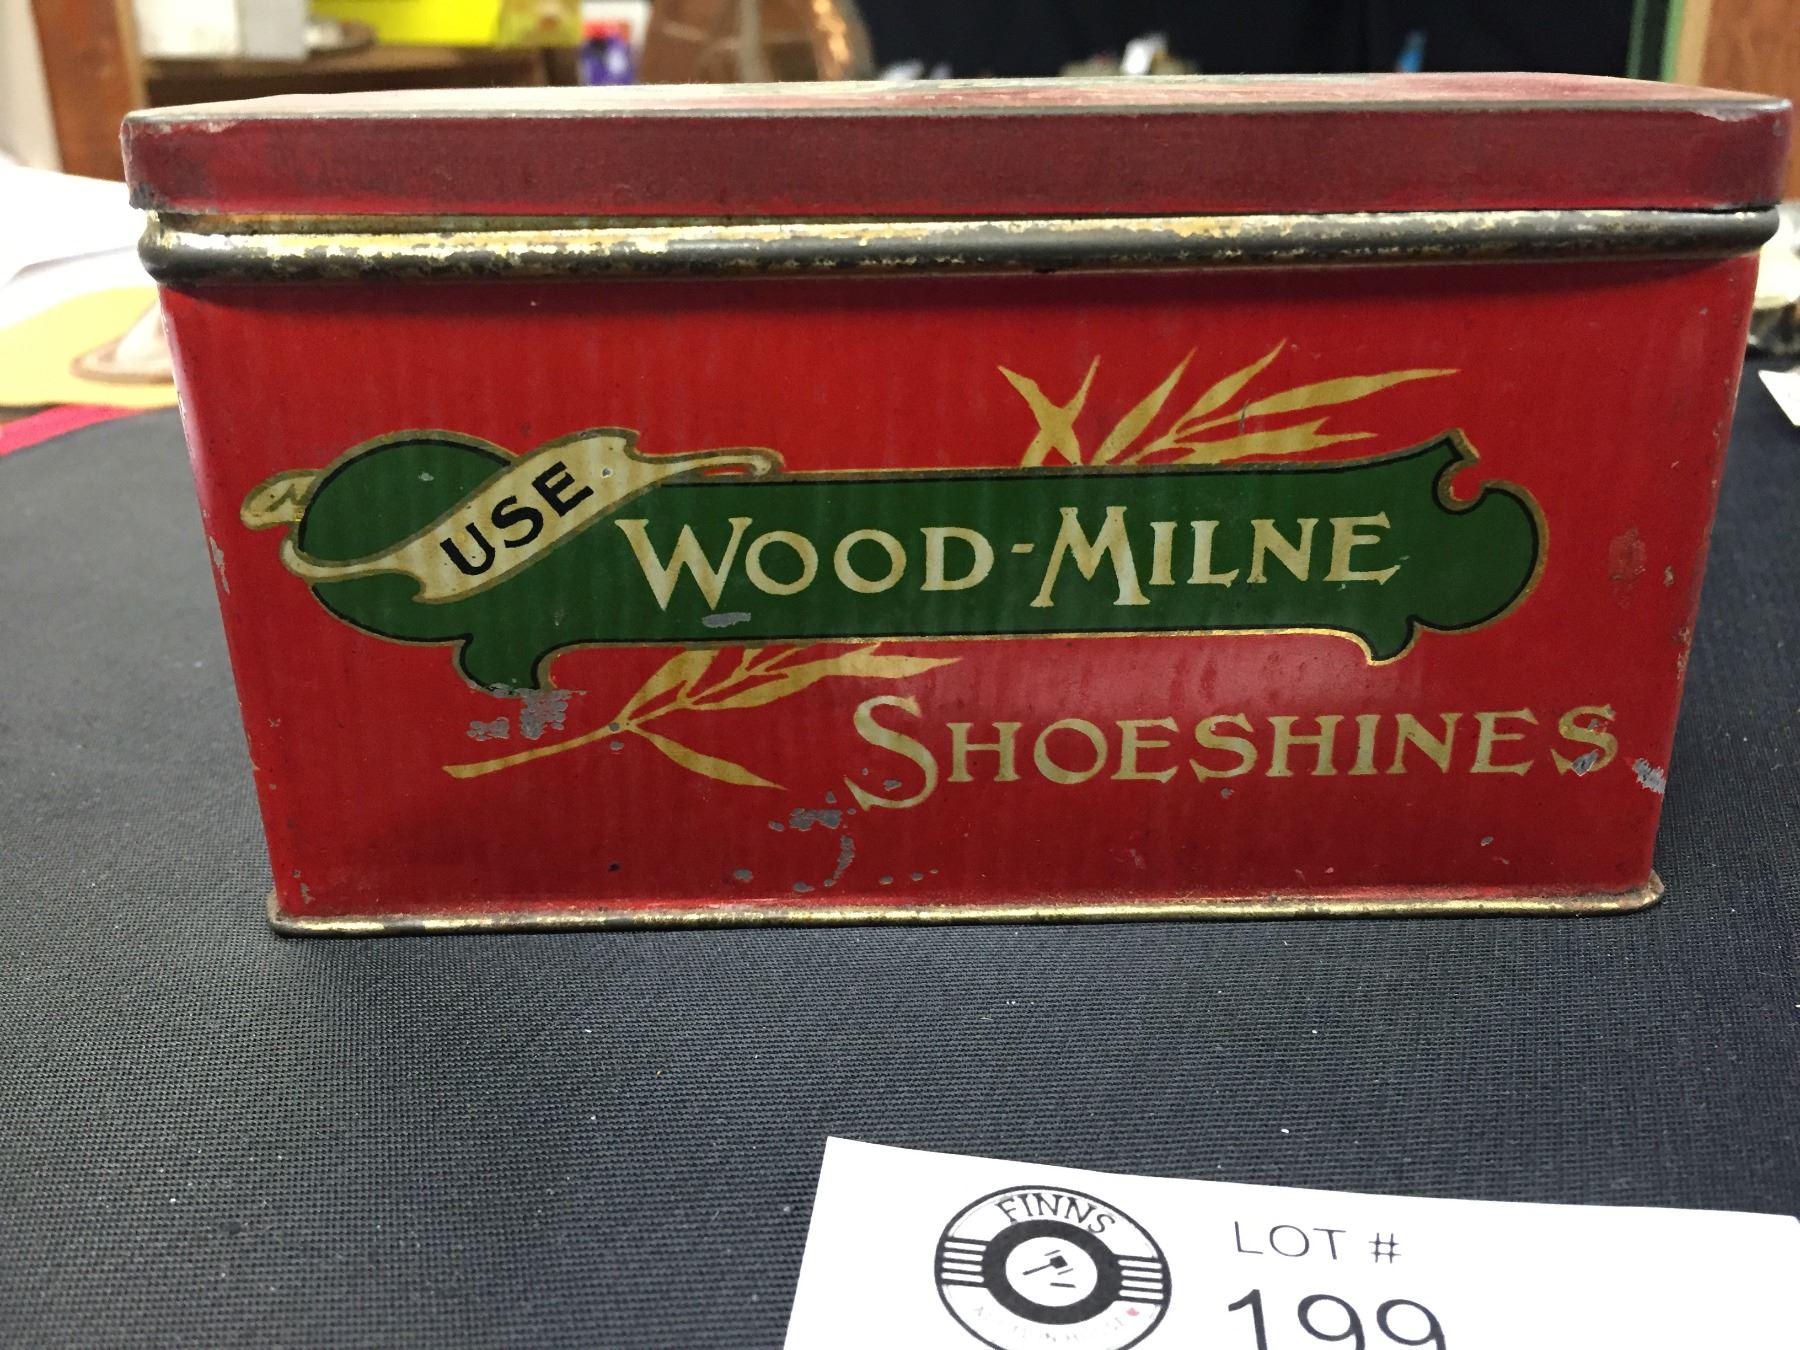 USE
WOOD-MILNE
SHOESHINES
FINNS
LOT #
199